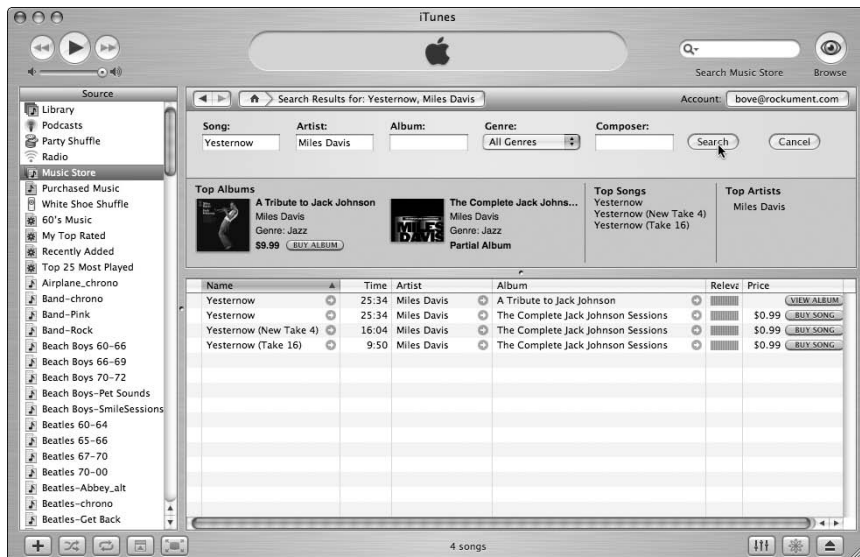 iTunes
Search Music Store
Browse
Source
Library
Podcasts
Party Shuffle
Radio
Music Store
Purchased Music
White Shoe Shuffle
60's Music
My Top Rated
Recently Added
Top 25 Most Played
Airplane_chrono
Band-chrono
Band-Pink
Band-Rock
Beach Boys 60-66
Beach Boys 66-69
Beach Boys 70-72
Beach Boys-Pet Sounds
Beach Boys-SmileSessions
Beatles 60-64
Beatles 65-66
Beatles 67-70
Beatles 70-00
Beatles-Abbey_alt
Beatles-chrono
Beatles-Get Back
Search Results for: Yesternow, Miles Davis
Account: bove@rockument.com
Song: Artist: Album: Genre: Composer:
Yesternow Miles Davis All Genres Search Cancel
Top Albums
A Tribute to Jack Johnson
Miles Davis
Genre: Jazz
$9.99 BUY ALBUM
MILES DAVIS
The Complete Jack Johns...
Miles Davis
Genre: Jazz
Partial Album
Top Songs
Yesternow
Yesternow (New Take 4)
Yesternow (Take 16)
Top Artists
Miles Davis
Name Time Artist Album Releva Price
Yesternow 25:34 Miles Davis A Tribute to Jack Johnson VIEW ALBUM
Yesternow 25:34 Miles Davis The Complete Jack Johnson Sessions $0.99 BUY SONG
Yesternow (New Take 4) 16:04 Miles Davis The Complete Jack Johnson Sessions $0.99 BUY SONG
Yesternow (Take 16) 9:50 Miles Davis The Complete Jack Johnson Sessions $0.99 BUY SONG
4 songs